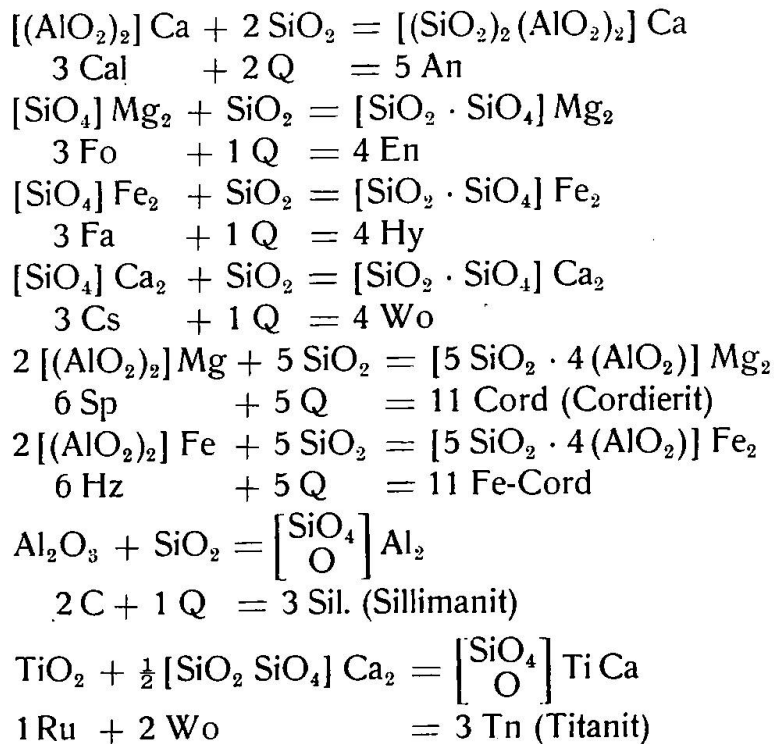 [(AlO₂)₂] Ca + 2 SiO₂ = [(SiO₂)₂ (AlO₂)₂] Ca
3 Cal + 2 Q = 5 An
[SiO₄] Mg₂ + SiO₂ = [SiO₂ · SiO₄] Mg₂
3 Fo + 1 Q = 4 En
[SiO₄] Fe₂ + SiO₂ = [SiO₂ · SiO₄] Fe₂
3 Fa + 1 Q = 4 Hy
[SiO₄] Ca₂ + SiO₂ = [SiO₂ · SiO₄] Ca₂
3 Cs + 1 Q = 4 Wo
2 [(AlO₂)₂] Mg + 5 SiO₂ = [5 SiO₂ · 4 (AlO₂)] Mg₂
6 Sp + 5 Q = 11 Cord (Cordierit)
2 [(AlO₂)₂] Fe + 5 SiO₂ = [5 SiO₂ · 4 (AlO₂)] Fe₂
6 Hz + 5 Q = 11 Fe-Cord
Al₂O₃ + SiO₂ = [SiO₄ O] Al₂
2 C + 1 Q = 3 Sil. (Sillimanit)
TiO₂ + ½ [SiO₂ SiO₄] Ca₂ = [SiO₄ O] Ti Ca
1 Ru + 2 Wo = 3 Tn (Titanit)